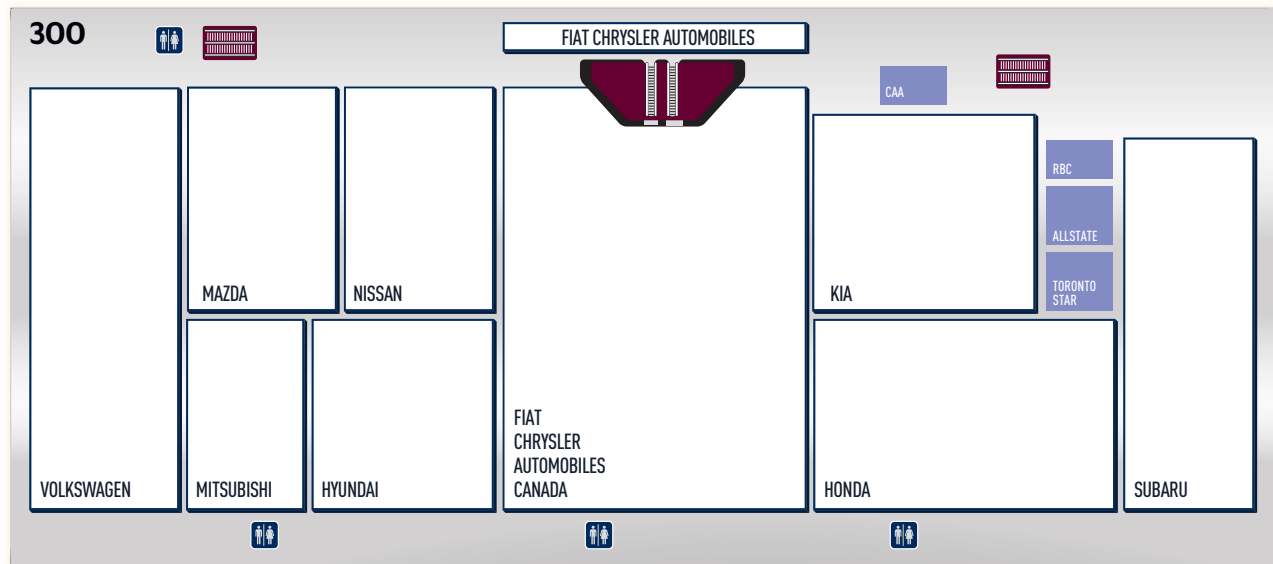 300
FIAT CHRYSLER AUTOMOBILES
CAA
RBC
ALLSTATE
TORONTO
STAR
MAZDA
NISSAN
KIA
FIAT
CHRYSLER
AUTOMOBILES
CANADA
VOLKSWAGEN
MITSUBISHI
HYUNDAI
HONDA
SUBARU